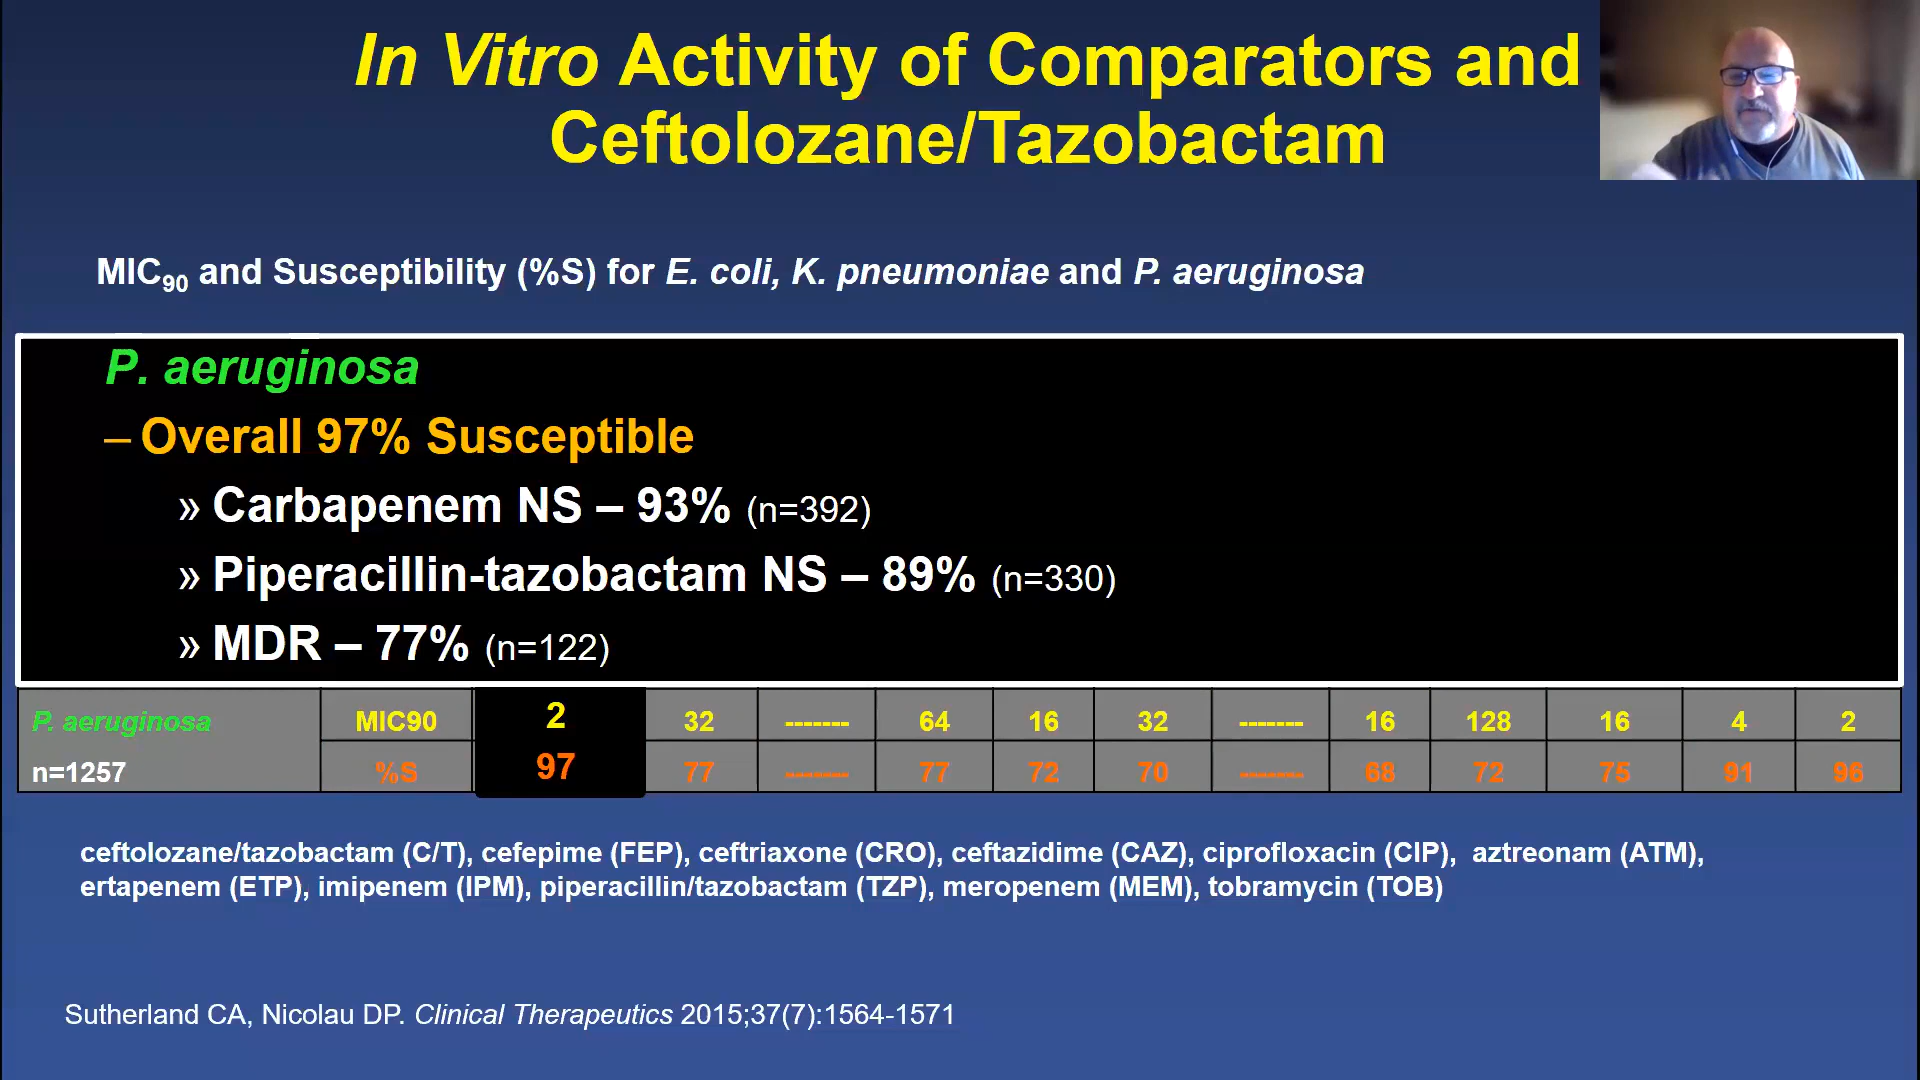 In Vitro Activity of Comparators and
Ceftolozane/Tazobactam
MIC90 and Susceptibility (%S) for E. coli, K. pneumoniae and P. aeruginosa
P. aeruginosa
– Overall 97% Susceptible
» Carbapenem NS – 93% (n=392)
» Piperacillin-tazobactam NS – 89% (n=330)
» MDR – 77% (n=122)
P. aeruginosa MIC90 2 32 ------- 64 16 32 ------- 16 128 16 4 2
n=1257 %S 97 77 ------- 77 72 70 ------- 68 72 75 91 96
ceftolozane/tazobactam (C/T), cefepime (FEP), ceftriaxone (CRO), ceftazidime (CAZ), ciprofloxacin (CIP), aztreonam (ATM),
ertapenem (ETP), imipenem (IPM), piperacillin/tazobactam (TZP), meropenem (MEM), tobramycin (TOB)
Sutherland CA, Nicolau DP. Clinical Therapeutics 2015;37(7):1564-1571